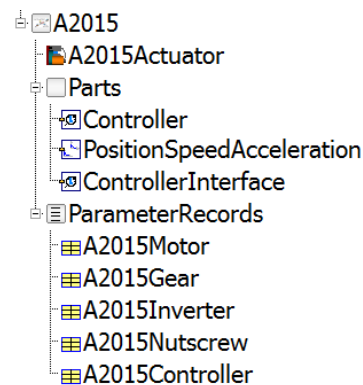 A2015
A2015Actuator
Parts
Controller
PositionSpeedAcceleration
ControllerInterface
ParameterRecords
A2015Motor
A2015Gear
A2015Inverter
A2015Nutscrew
A2015Controller